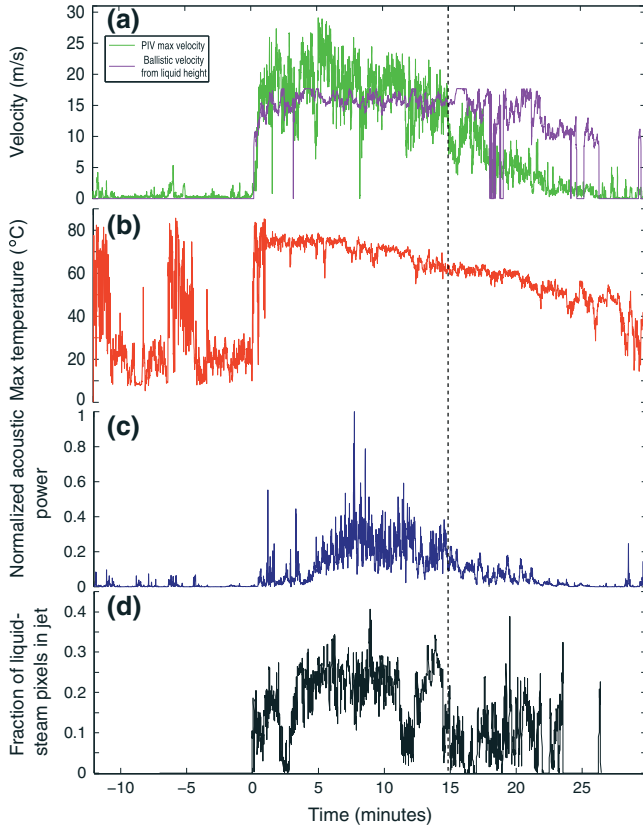 (a)
PIV max velocity
Ballistic velocity
from liquid height
Velocity (m/s)
30
25
20
15
10
5
0
(b)
Max temperature (°C)
80
60
40
20
0
(c)
Normalized acoustic
power
1
0.8
0.6
0.4
0.2
0
(d)
Fraction of liquid-
steam pixels in jet
0.4
0.3
0.2
0.1
0
−10
−5
0
5
10
15
20
25
Time (minutes)